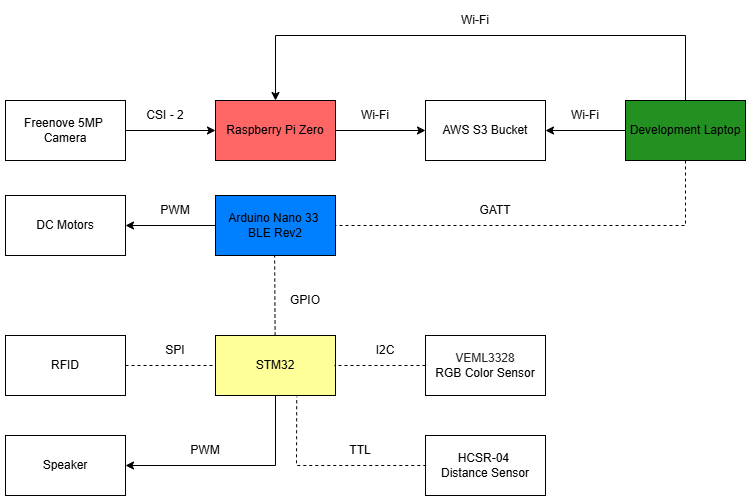 Wi-Fi
Freenove 5MP
Camera
CSI - 2
Raspberry Pi Zero
Wi-Fi
AWS S3 Bucket
Wi-Fi
Development Laptop
DC Motors
PWM
Arduino Nano 33
BLE Rev2
GATT
GPIO
RFID
SPI
STM32
I2C
VEML3328
RGB Color Sensor
Speaker
PWM
TTL
HCSR-04
Distance Sensor